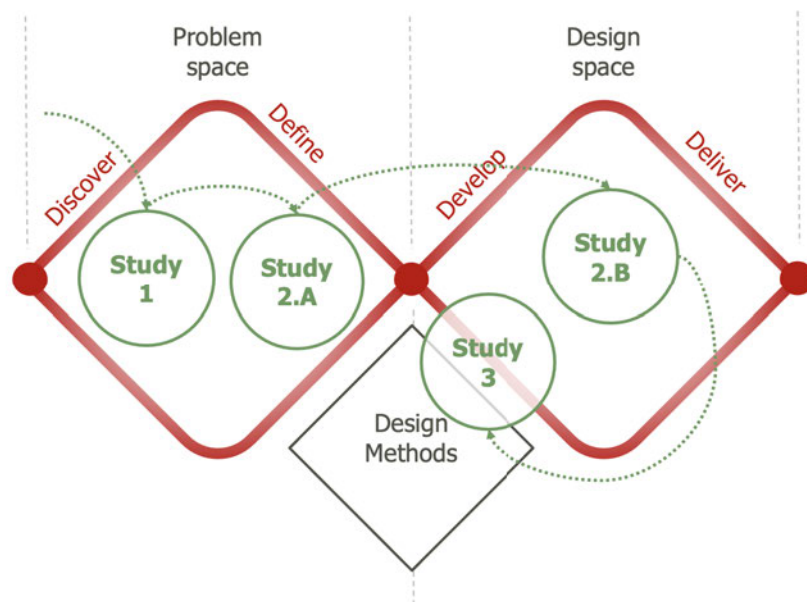 Problem
space
Design
space
Discover
Define
Develop
Deliver
Study
1
Study
2.A
Study
2.B
Study
3
Design
Methods